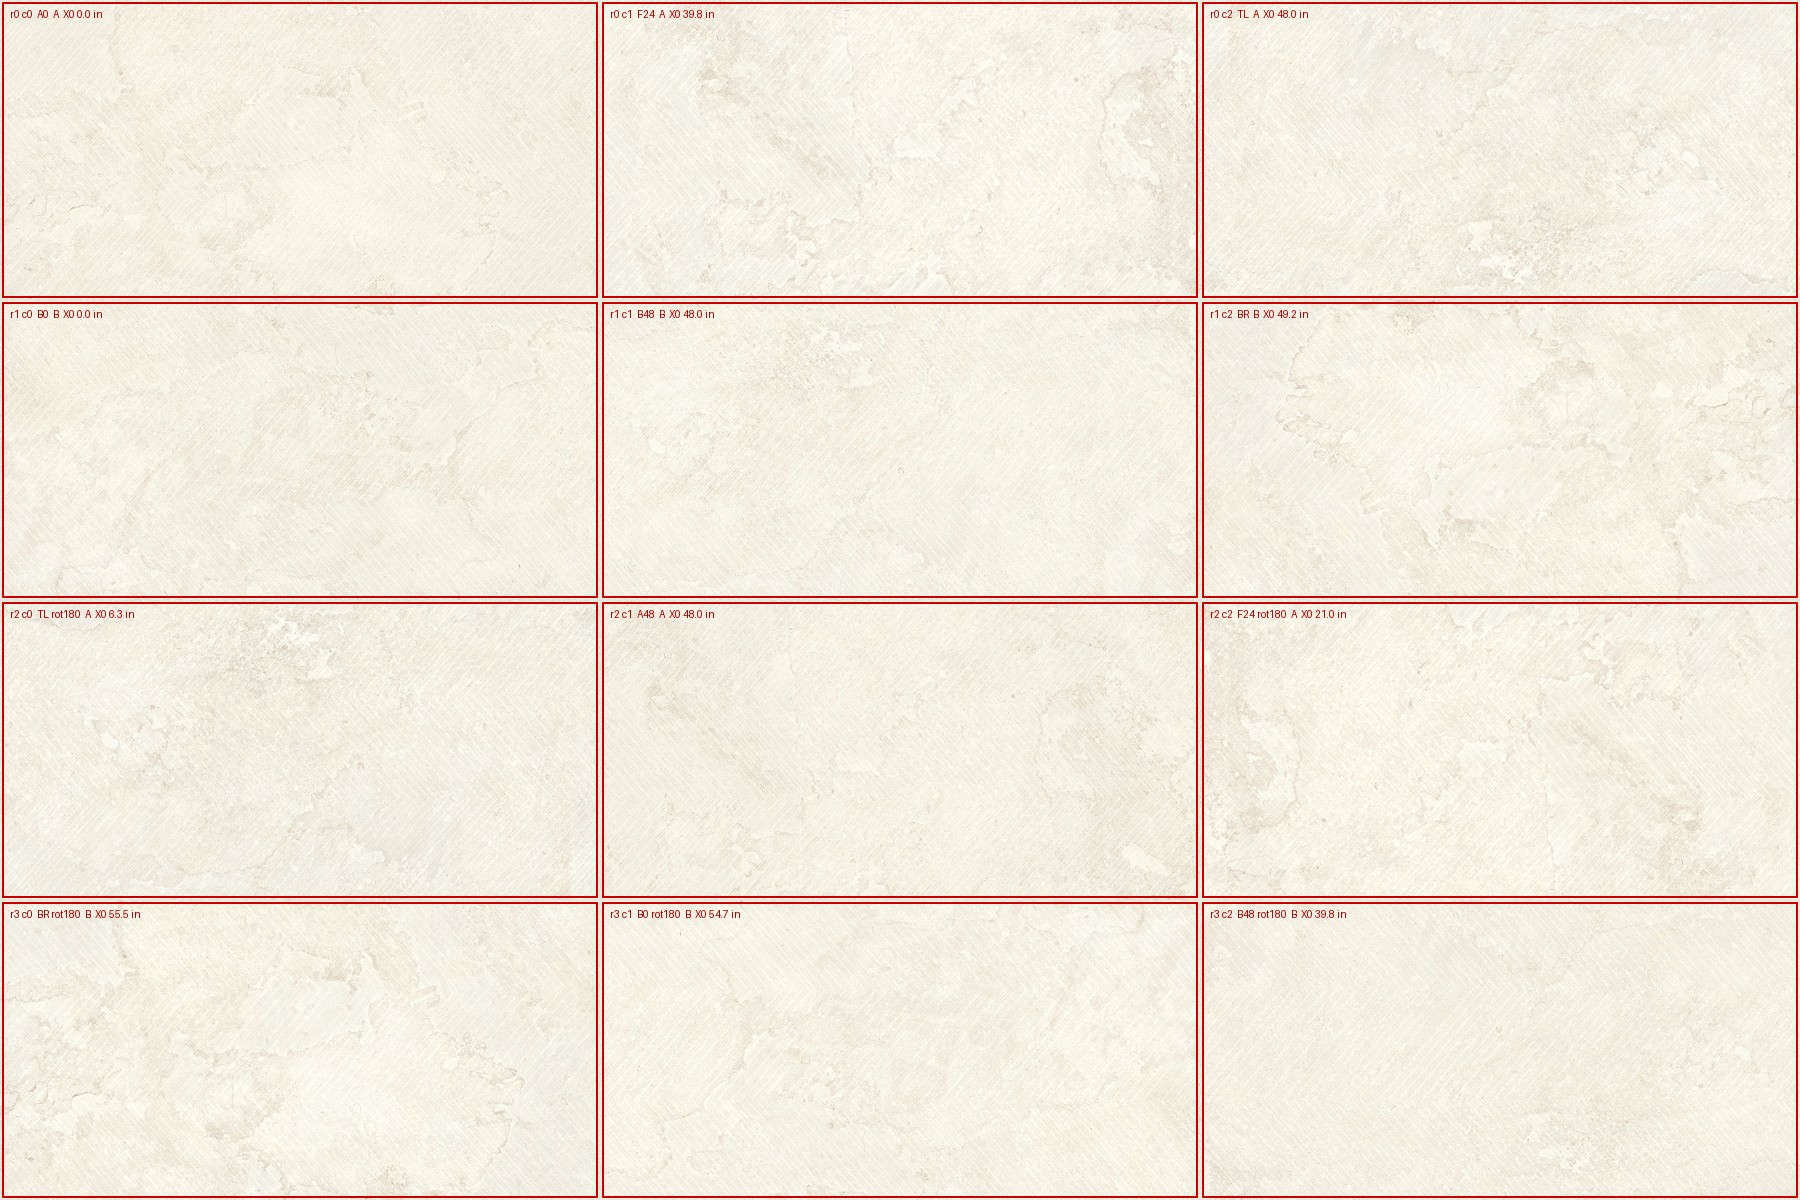 r0 c0 A0 A X0 0.0 in
r0 c1 F24 A X0 39.8 in
r0 c2 TL A X0 48.0 in
r1 c0 B0 B X0 0.0 in
r1 c1 B48 B X0 48.0 in
r1 c2 BR B X0 49.2 in
r2 c0 TL rot180 A X0 6.3 in
r2 c1 A48 A X0 48.0 in
r2 c2 F24 rot180 A X0 21.0 in
r3 c0 BR rot180 B X0 55.5 in
r3 c1 B0 rot180 B X0 54.7 in
r3 c2 B48 rot180 B X0 39.8 in